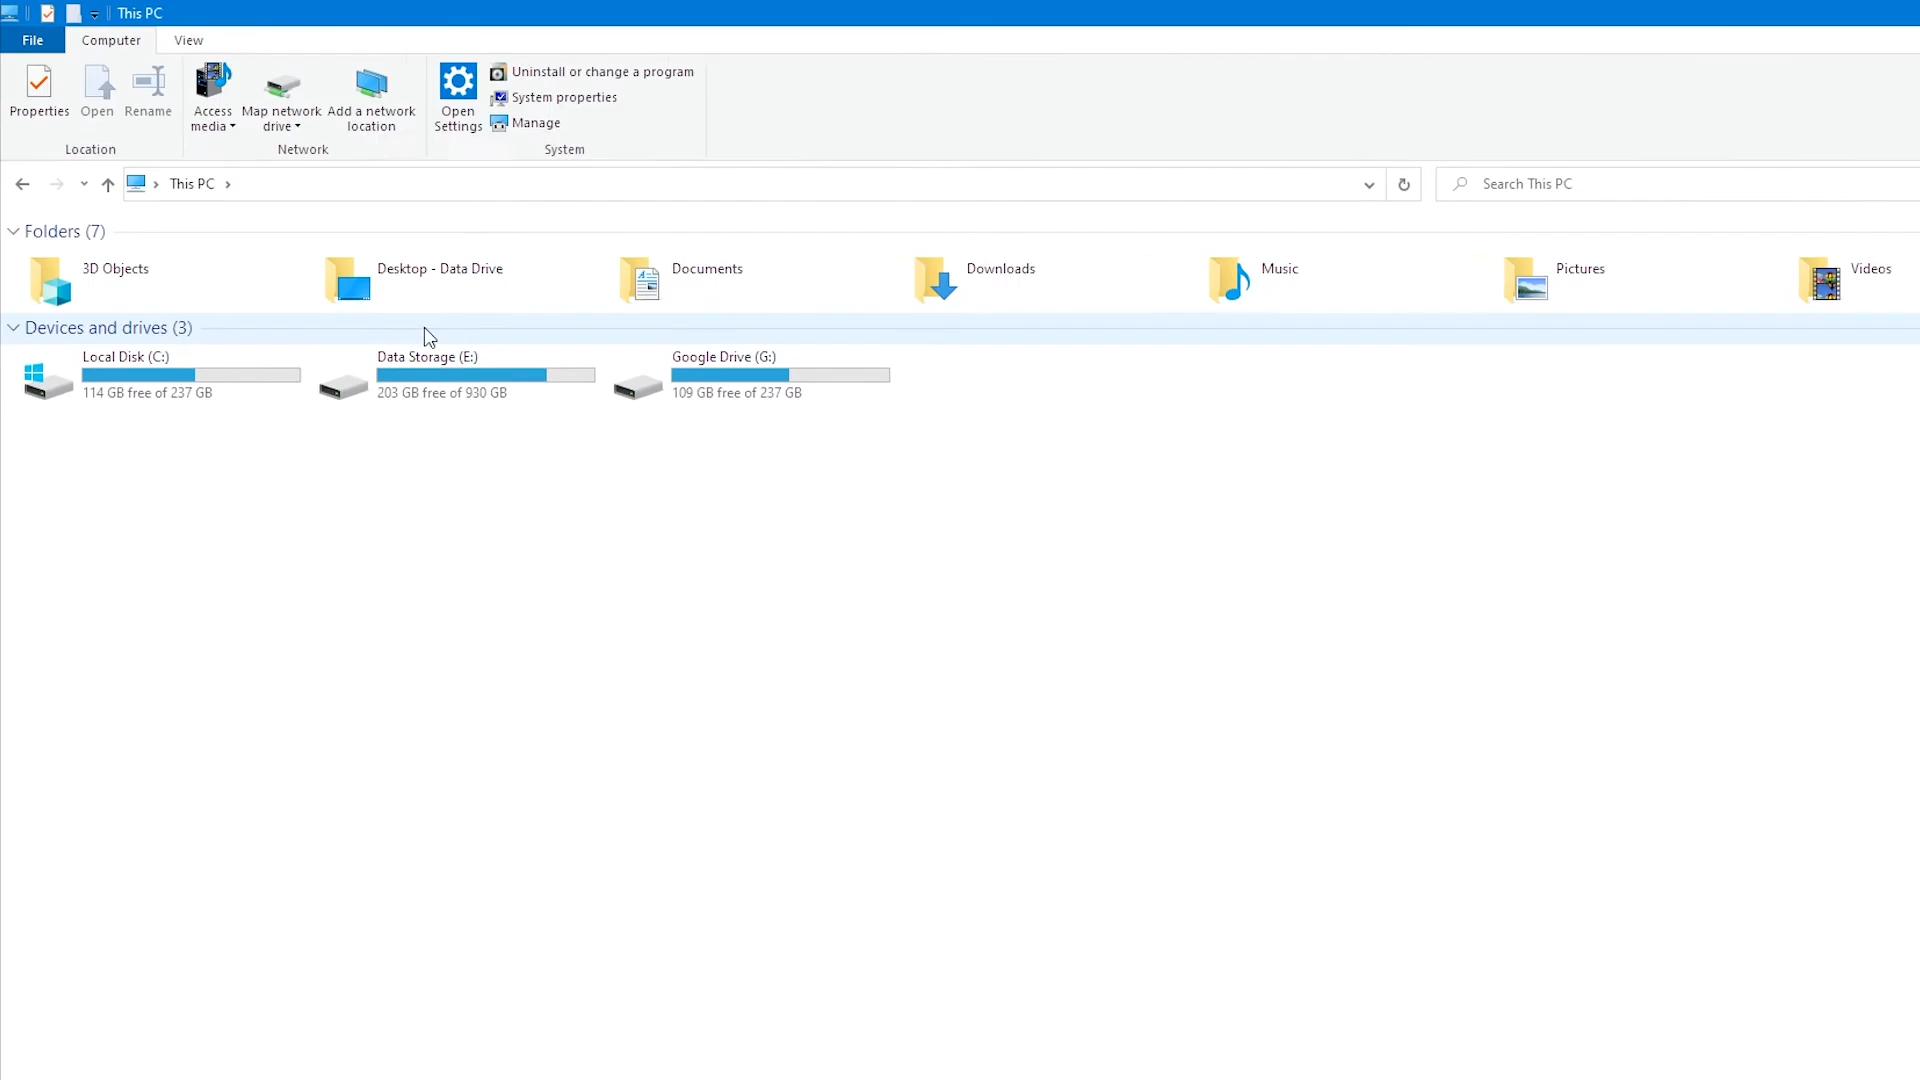 This PC
File
Computer
View
Properties
Open
Rename
Access media
Map network drive
Add a network location
Open Settings
Uninstall or change a program
System properties
Manage
Location
Network
System
This PC
Search This PC
Folders (7)
3D Objects
Desktop - Data Drive
Documents
Downloads
Music
Pictures
Videos
Devices and drives (3)
Local Disk (C:)
114 GB free of 237 GB
Data Storage (E:)
203 GB free of 930 GB
Google Drive (G:)
109 GB free of 237 GB